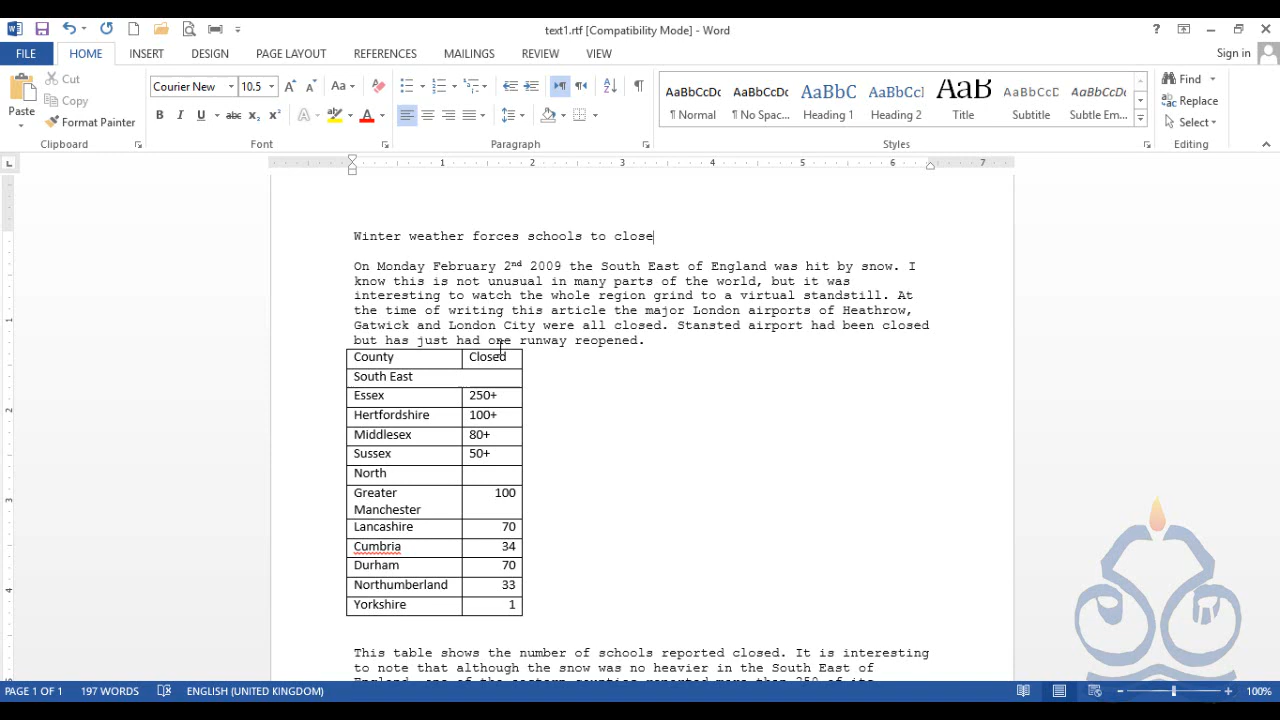 text1.rtf [Compatibility Mode] - Word
FILE HOME INSERT DESIGN PAGE LAYOUT REFERENCES MAILINGS REVIEW VIEW Sign in
Cut
Copy
Format Painter
Paste
Clipboard
Courier New 10.5
Font
Paragraph
AaBbCcDc AaBbCcDc AaBbC AaBbCcI AaB AaBbCcD AaBbCcDc
¶ Normal ¶ No Spac... Heading 1 Heading 2 Title Subtitle Subtle Em...
Styles
Find
Replace
Select
Editing
1 2 3 4 5 6 7
Winter weather forces schools to close
On Monday February 2nd 2009 the South East of England was hit by snow. I
know this is not unusual in many parts of the world, but it was
interesting to watch the whole region grind to a virtual standstill. At
the time of writing this article the major London airports of Heathrow,
Gatwick and London City were all closed. Stansted airport had been closed
but has just had one runway reopened.
County Closed
South East
Essex 250+
Hertfordshire 100+
Middlesex 80+
Sussex 50+
North
Greater Manchester 100
Lancashire 70
Cumbria 34
Durham 70
Northumberland 33
Yorkshire 1
This table shows the number of schools reported closed. It is interesting
to note that although the snow was no heavier in the South East of
PAGE 1 OF 1 197 WORDS ENGLISH (UNITED KINGDOM) 100%